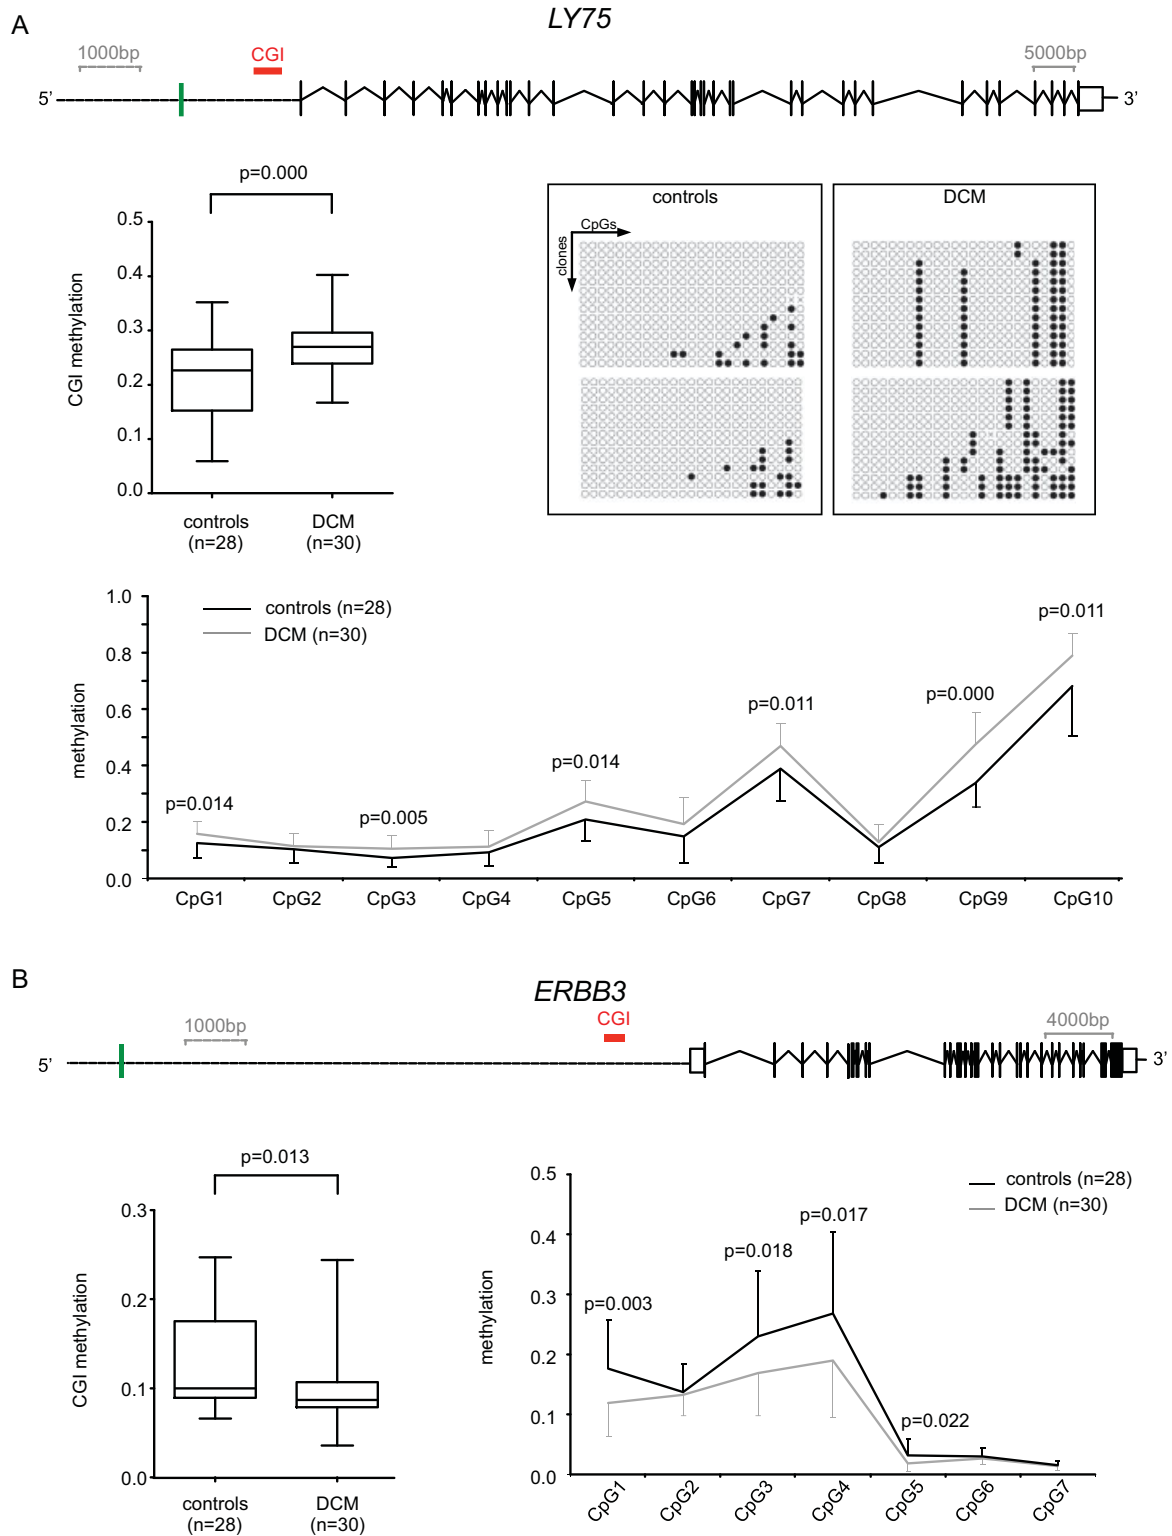 A
LY75
1000bp
CGI
5000bp
5’
3’
p=0.000
CGI methylation
0.5
0.4
0.3
0.2
0.1
0.0
controls
(n=28)
DCM
(n=30)
controls
CpGs
clones
DCM
methylation
1.0
0.8
0.6
0.4
0.2
0.0
controls (n=28)
DCM (n=30)
p=0.014
p=0.005
p=0.014
p=0.011
p=0.000
p=0.011
CpG1 CpG2 CpG3 CpG4 CpG5 CpG6 CpG7 CpG8 CpG9 CpG10
B
ERBB3
1000bp
CGI
4000bp
5’
3’
p=0.013
CGI methylation
0.3
0.2
0.1
0.0
controls
(n=28)
DCM
(n=30)
methylation
0.5
0.4
0.3
0.2
0.1
0.0
controls (n=28)
DCM (n=30)
p=0.003
p=0.018
p=0.017
p=0.022
CpG1 CpG2 CpG3 CpG4 CpG5 CpG6 CpG7